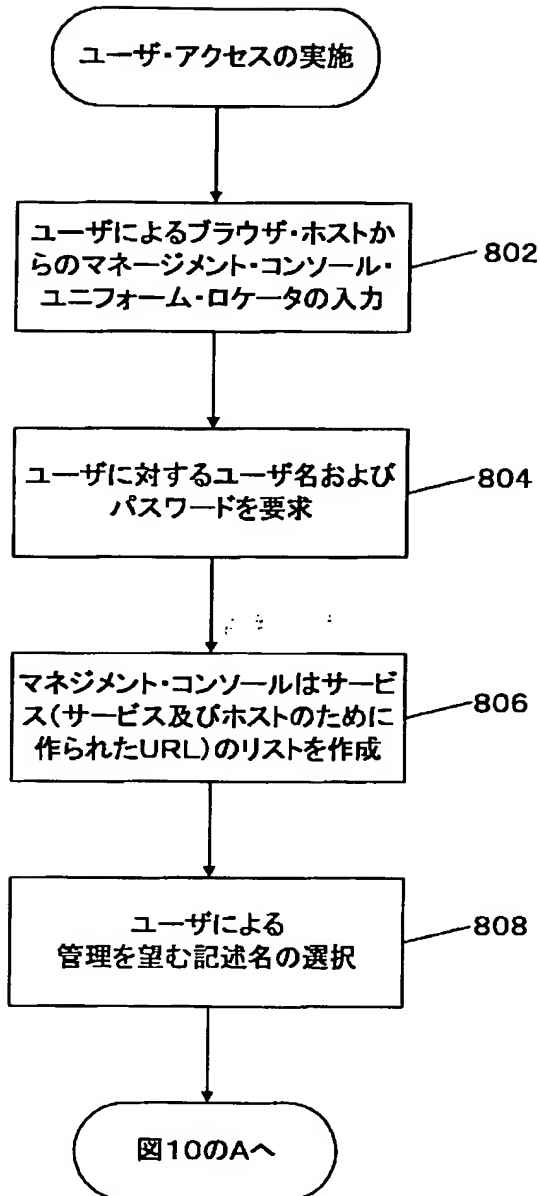 ユーザ・アクセスの実施
ユーザによるブラウザ・ホストか
らのマネージメント・コンソール・
ユニフォーム・ロケータの入力
802
ユーザに対するユーザ名および
パスワードを要求
804
マネジメント・コンソールはサービ
ス(サービス及びホストのために
作られたURL)のリストを作成
806
ユーザによる
管理を望む記述名の選択
808
図10のAへ